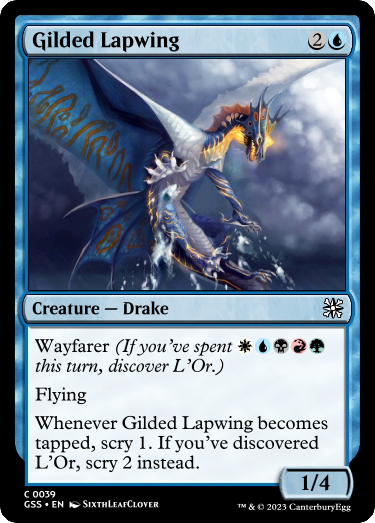 Gilded Lapwing 2
Creature — Drake
Wayfarer (If you've spent
this turn, discover L'Or.)
Flying
Whenever Gilded Lapwing becomes
tapped, scry 1. If you've discovered
L'Or, scry 2 instead.
1/4
C 0039
GSS • EN SixthLeafClover
™ & © 2023 CanterburyEgg